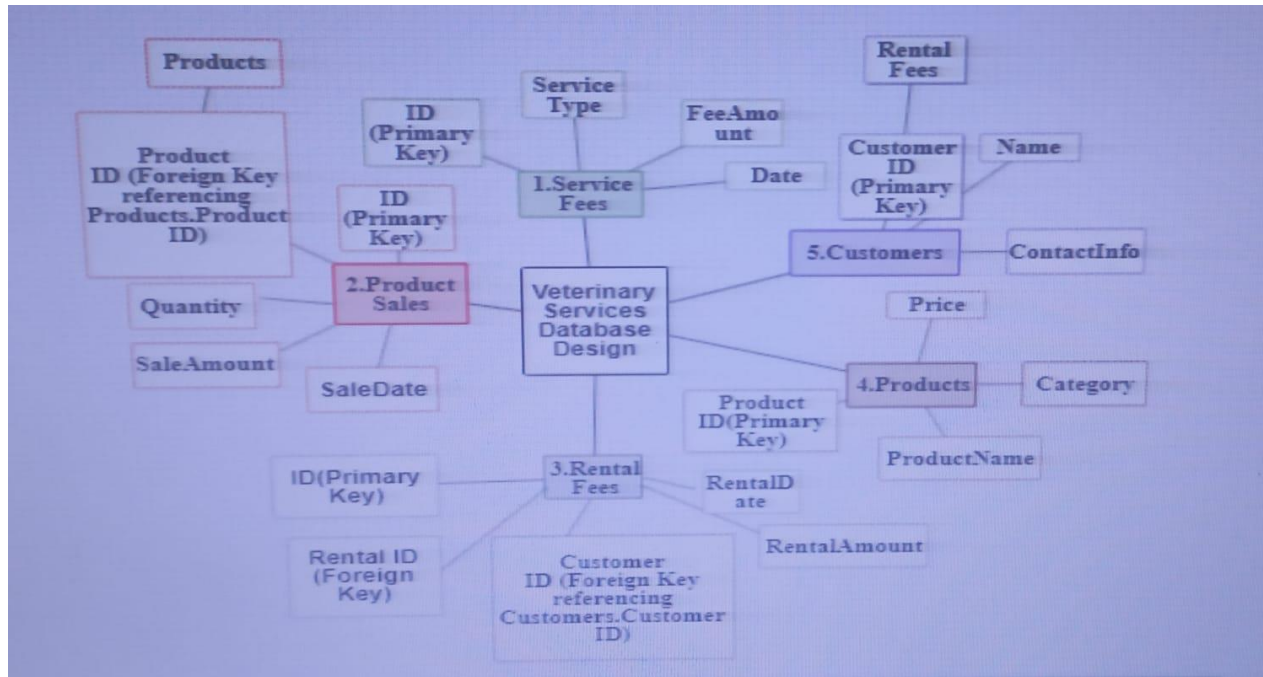 Products
Product
ID (Foreign Key
referencing
Products.Product
ID)
ID
(Primary
Key)
2.Product
Sales
Quantity
SaleAmount
SaleDate
ID
(Primary
Key)
Service
Type
FeeAmo
unt
Date
1.Service
Fees
Veterinary
Services
Database
Design
Rental
Fees
Customer
ID
(Primary
Key)
Name
5.Customers
ContactInfo
Price
4.Products
Category
Product
ID(Primary
Key)
ProductName
3.Rental
Fees
ID(Primary
Key)
Rental ID
(Foreign
Key)
Customer
ID (Foreign Key
referencing
Customers.Customer
ID)
RentalD
ate
RentalAmount